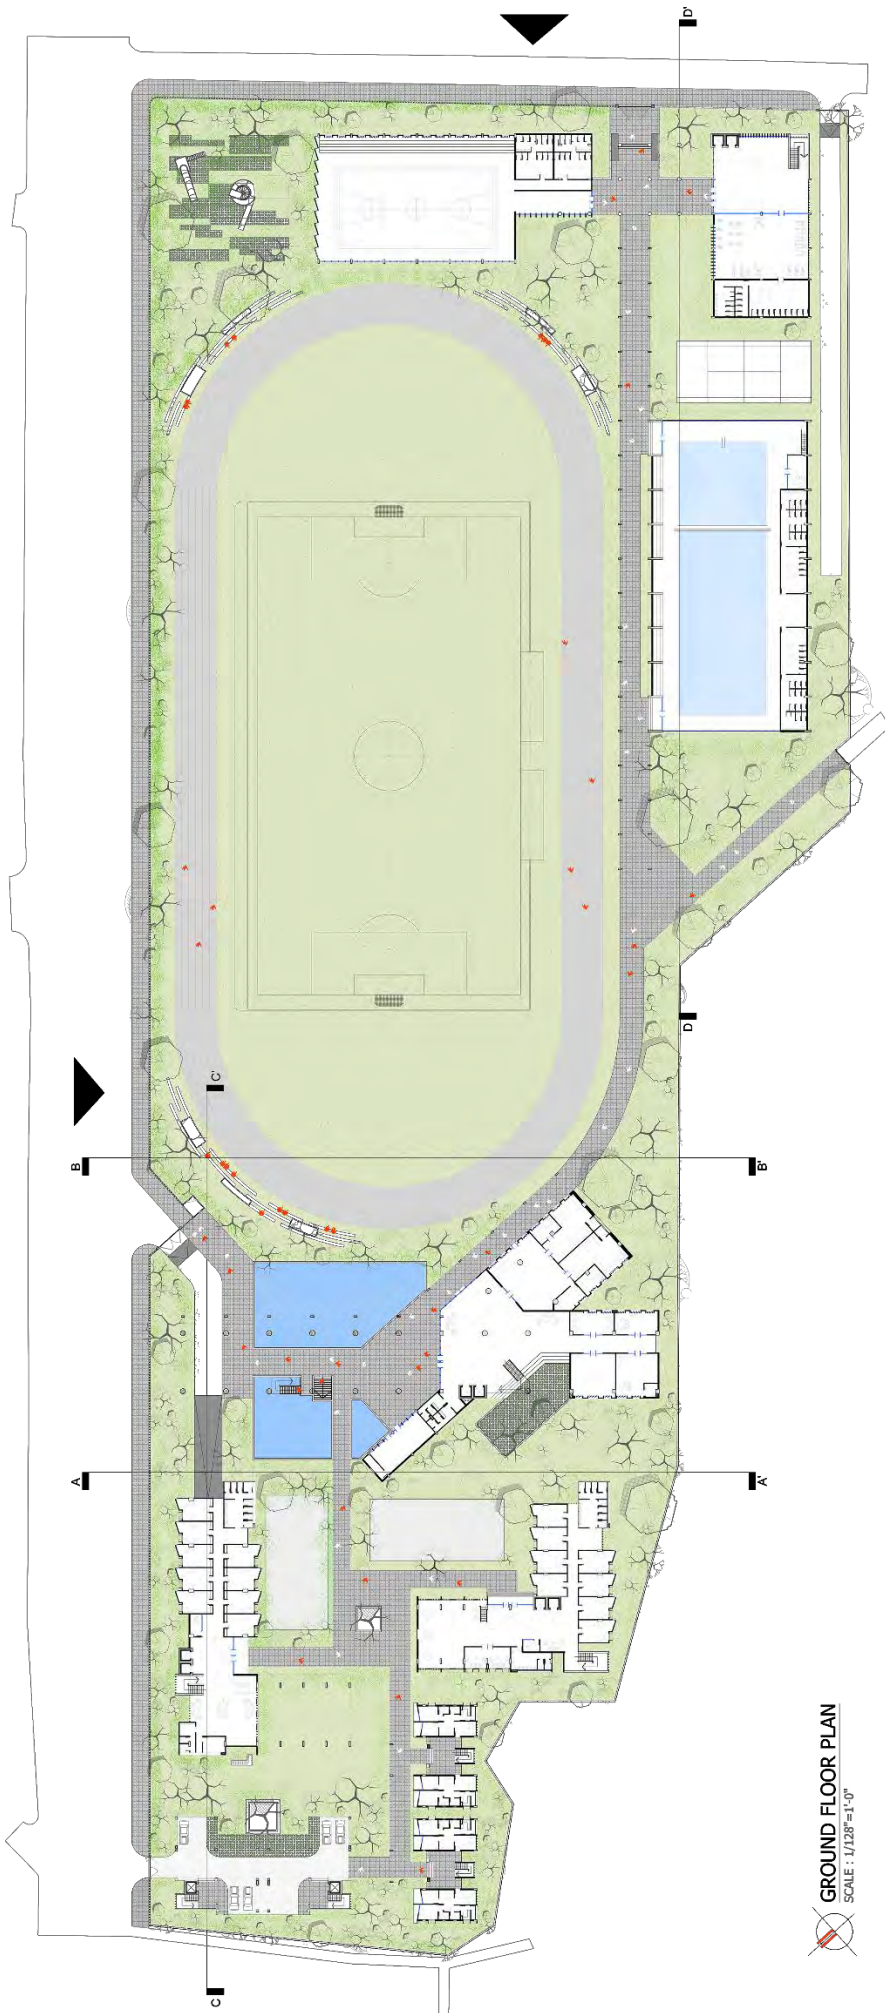 D'
C'
D
B
B'
A
A'
C
GROUND FLOOR PLAN
SCALE : 1/128"=1'-0"